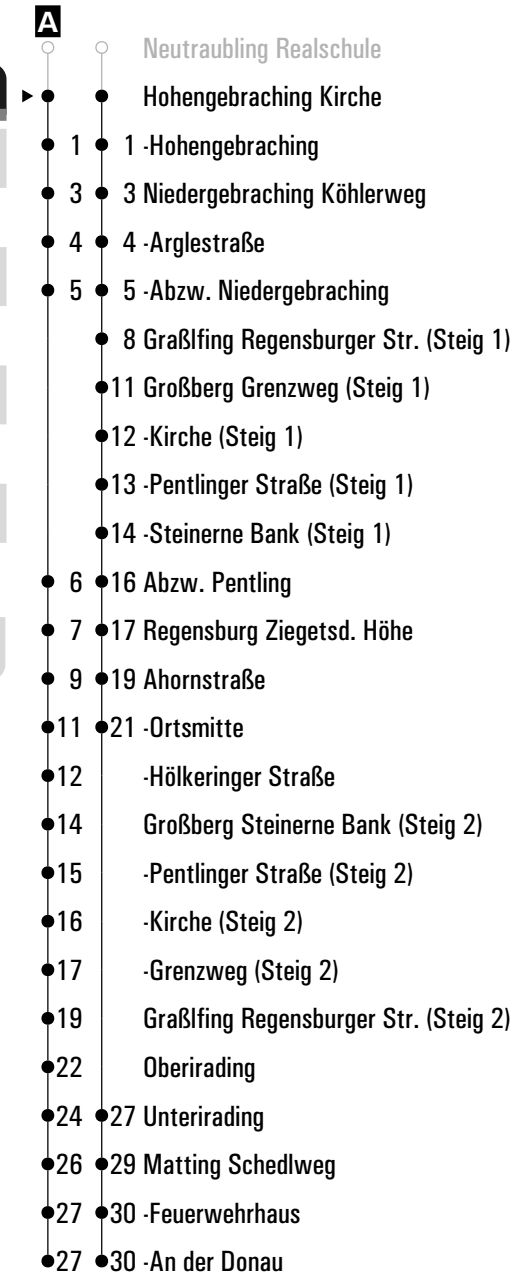 A
Neutraubling Realschule
Hohengebraching Kirche
1 1 -Hohengebraching
3 3 Niedergebraching Köhlerweg
4 4 -Arglestraße
5 5 -Abzw. Niedergebraching
8 Graßlfing Regensburger Str. (Steig 1)
11 Großberg Grenzweg (Steig 1)
12 -Kirche (Steig 1)
13 -Pentlinger Straße (Steig 1)
14 -Steinerne Bank (Steig 1)
6 16 Abzw. Pentling
7 17 Regensburg Ziegetsd. Höhe
9 19 Ahornstraße
11 21 -Ortsmitte
12 -Hölkeringer Straße
14 Großberg Steinerne Bank (Steig 2)
15 -Pentlinger Straße (Steig 2)
16 -Kirche (Steig 2)
17 -Grenzweg (Steig 2)
19 Graßlfing Regensburger Str. (Steig 2)
22 Oberirading
24 27 Unterirading
26 29 Matting Schedlweg
27 30 -Feuerwehrhaus
27 30 -An der Donau